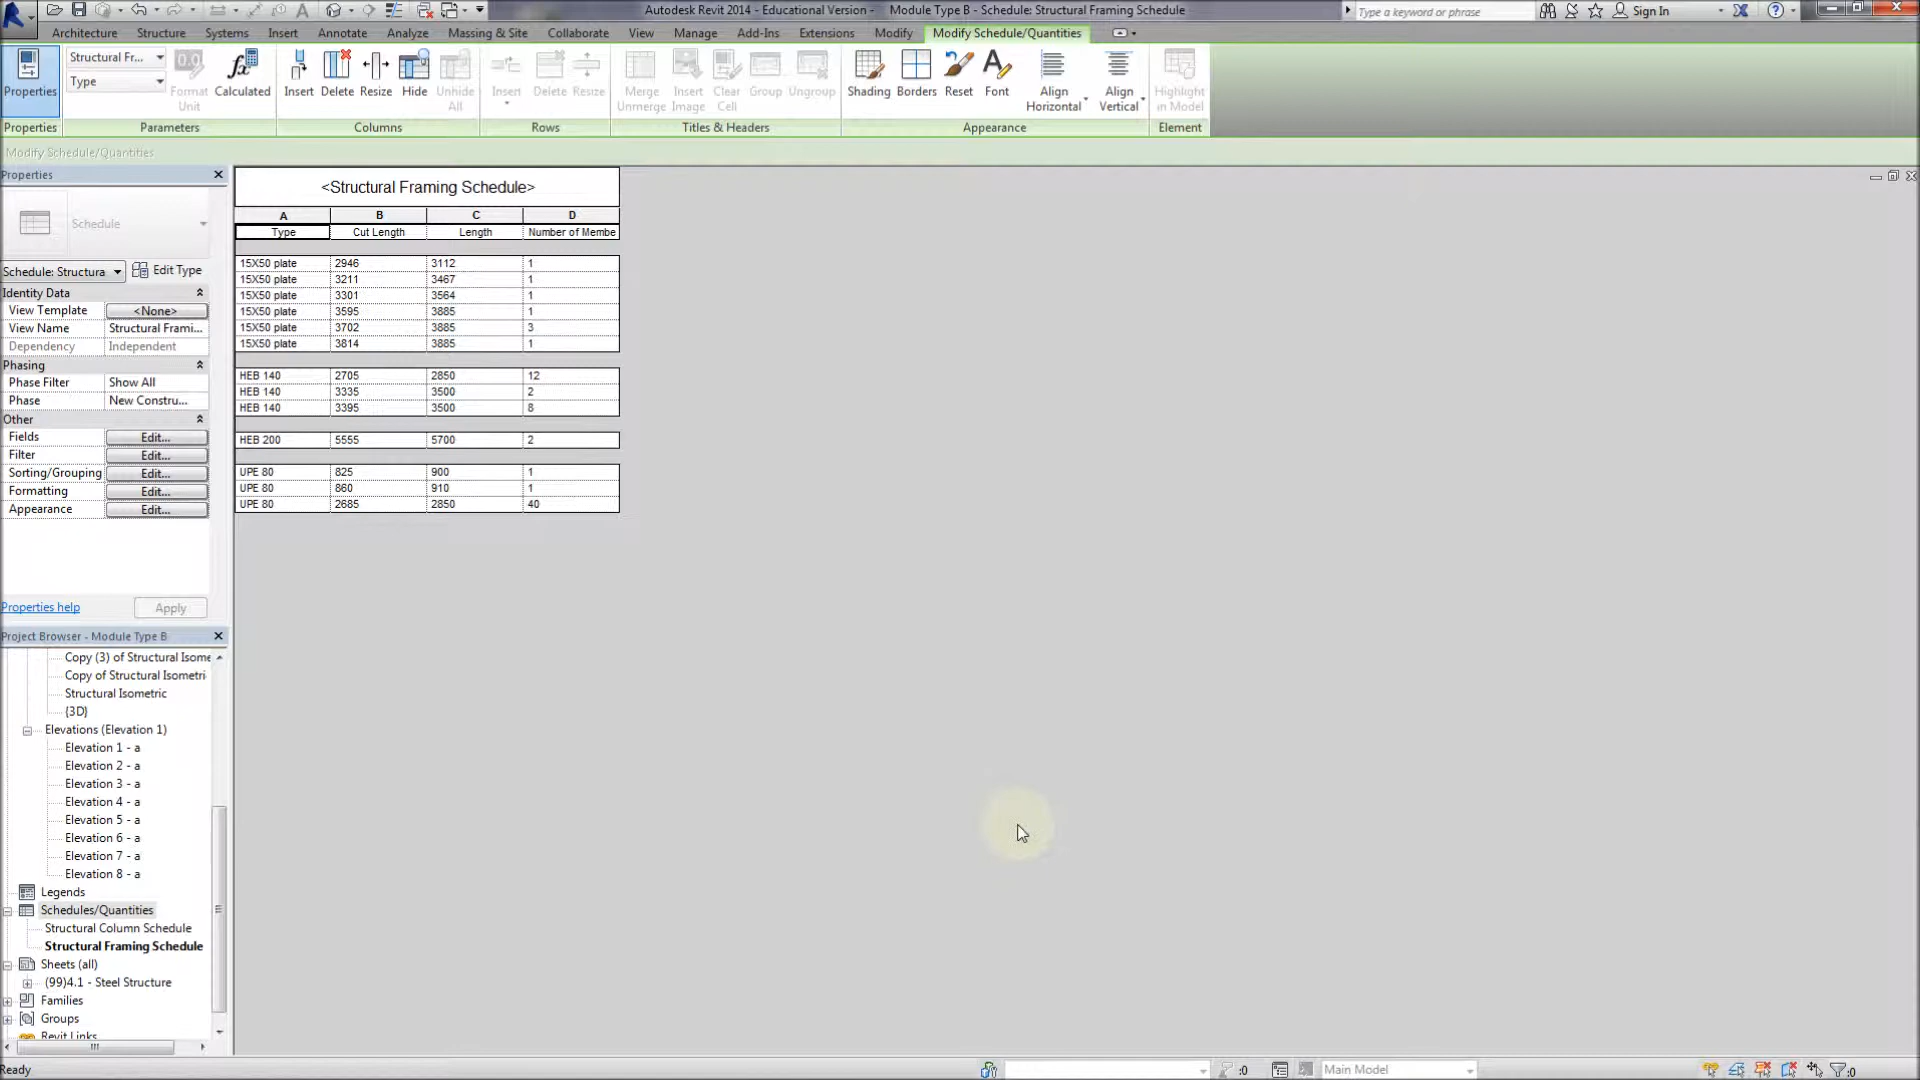 Autodesk Revit 2014 - Educational Version - Module Type B - Schedule: Structural Framing Schedule
Type a keyword or phrase
Sign In
Architecture Structure Systems Insert Annotate Analyze Massing & Site Collaborate View Manage Add-Ins Extensions Modify Modify Schedule/Quantities
Properties
Structural Fr...
Type
0.0
Format Unit
Calculated
Insert Delete Resize Hide Unhide All
Insert Delete Resize
Merge Unmerge
Insert Image
Clear Cell
Group Ungroup
Shading Borders Reset Font
Align Horizontal
Align Vertical
Highlight in Model
Properties Parameters Columns Rows Titles & Headers Appearance Element
Modify Schedule/Quantities
Properties
Schedule
Schedule: Structura Edit Type
Identity Data
View Template <None>
View Name Structural Frami...
Dependency Independent
Phasing
Phase Filter Show All
Phase New Constru...
Other
Fields Edit...
Filter Edit...
Sorting/Grouping Edit...
Formatting Edit...
Appearance Edit...
Properties help Apply
Project Browser - Module Type B
Copy (3) of Structural Isome
Copy of Structural Isometri
Structural Isometric
{3D}
Elevations (Elevation 1)
Elevation 1 - a
Elevation 2 - a
Elevation 3 - a
Elevation 4 - a
Elevation 5 - a
Elevation 6 - a
Elevation 7 - a
Elevation 8 - a
Legends
Schedules/Quantities
Structural Column Schedule
Structural Framing Schedule
Sheets (all)
(99)4.1 - Steel Structure
Families
Groups
Revit Links
<Structural Framing Schedule>
A B C D
Type Cut Length Length Number of Membe
15X50 plate 2946 3112 1
15X50 plate 3211 3467 1
15X50 plate 3301 3564 1
15X50 plate 3595 3885 1
15X50 plate 3702 3885 3
15X50 plate 3814 3885 1
HEB 140 2705 2850 12
HEB 140 3335 3500 2
HEB 140 3395 3500 8
HEB 200 5555 5700 2
UPE 80 825 900 1
UPE 80 860 910 1
UPE 80 2685 2850 40
Ready
:0
Main Model
:0